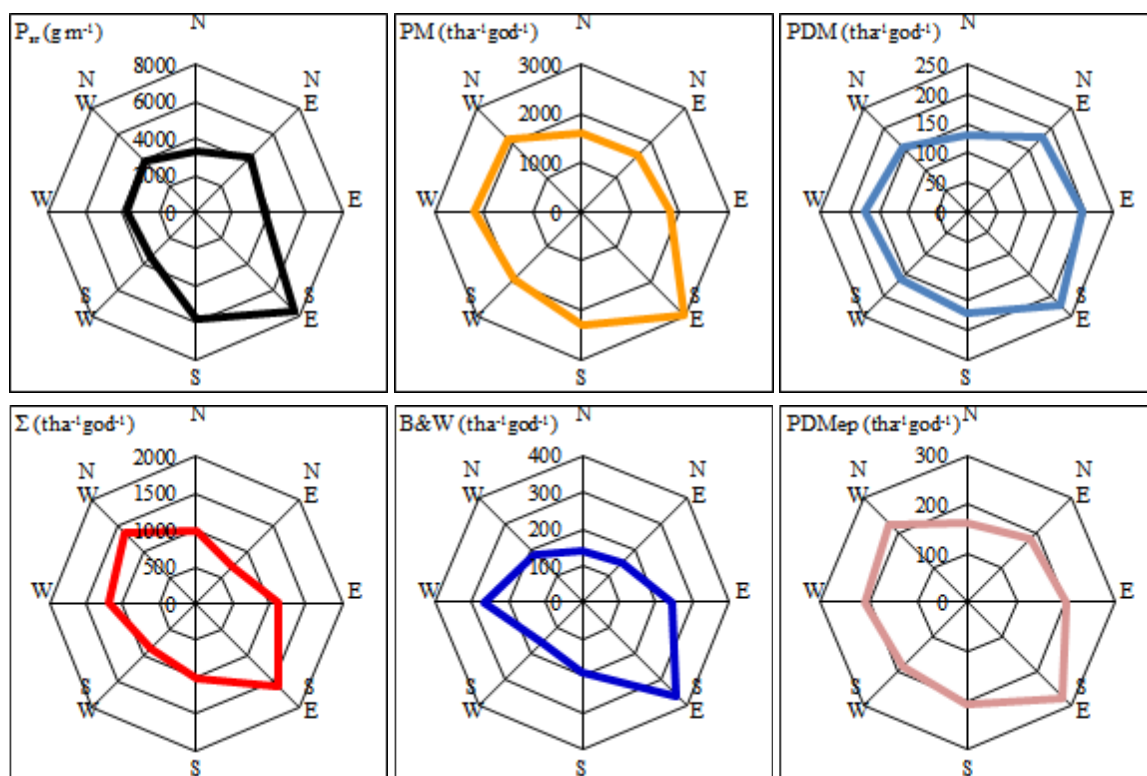 P_sr (g m⁻¹)
N
8000
N
W
6000
N
E
4000
2000
W
0
E
S
W
S
E
S
PM (tha⁻¹god⁻¹)
3000
N
W
2000
N
E
1000
W
0
E
S
W
S
E
S
PDM (tha⁻¹god⁻¹)
N
250
N
W
200
N
E
150
100
50
W
0
E
S
W
S
E
S
Σ (tha⁻¹god⁻¹)
N
2000
N
W
1500
N
E
1000
500
W
0
E
S
W
S
E
S
B&W (tha⁻¹god⁻¹)
N
400
N
W
300
N
E
200
100
W
0
E
S
W
S
E
S
PDMep (tha⁻¹god⁻¹)
N
300
N
W
200
N
E
100
W
0
E
S
W
S
E
S